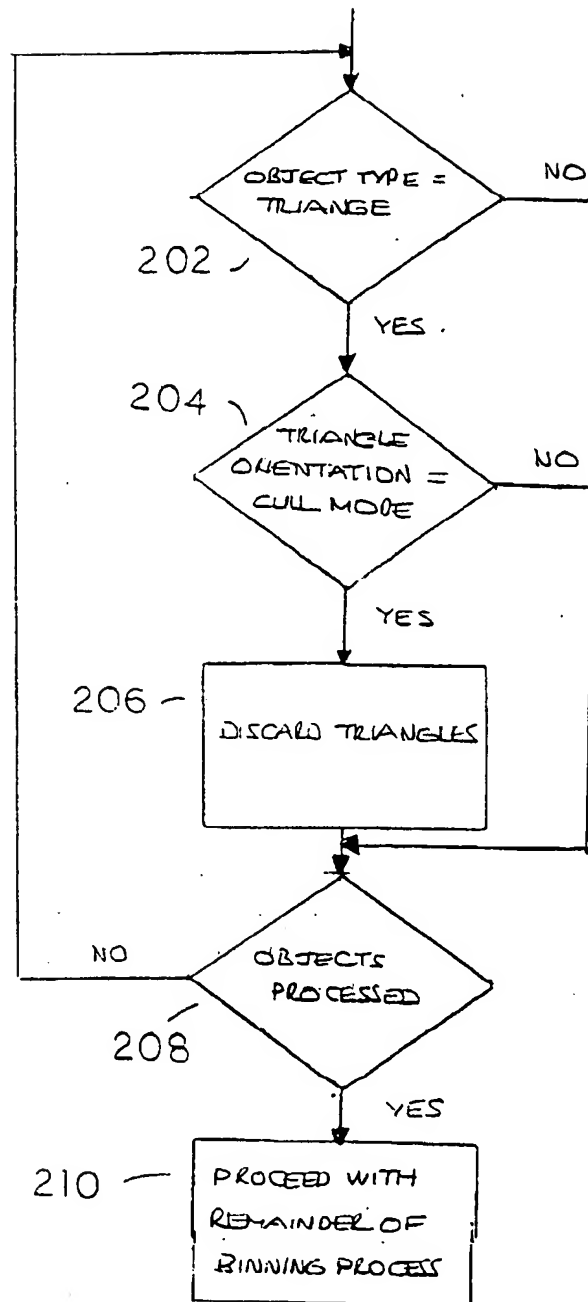 OBJECT TYPE =
TRIANGE
NO
202
YES.
204
TRIANGLE
ORIENTATION =
CULL MODE
NO
YES
206
DISCARD TRIANGLES
NO
OBJECTS
PROCESSED
208
YES
210
PROCEED WITH
REMAINDER OF
BINNING PROCESS